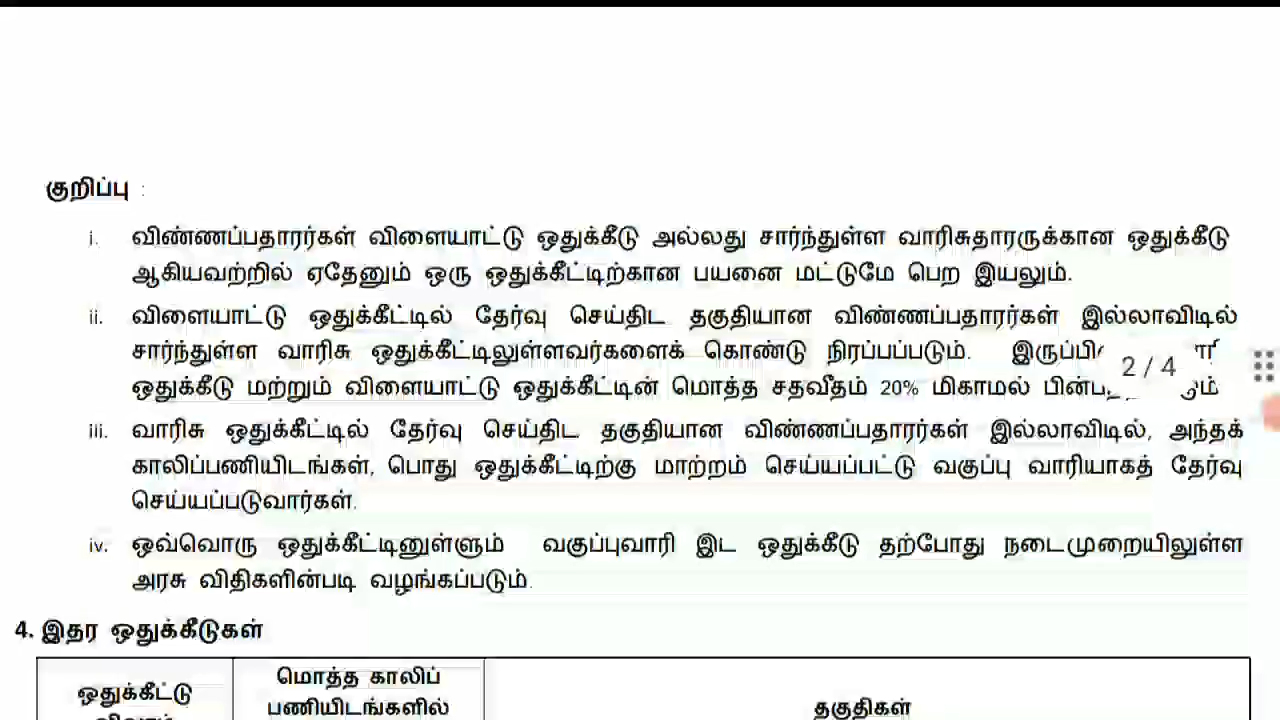 குறிப்பு :
i. விண்ணப்பதாரர்கள் விளையாட்டு ஒதுக்கீடு அல்லது சார்ந்துள்ள வாரிசுதாரருக்கான ஒதுக்கீடு
ஆகியவற்றில் ஏதேனும் ஒரு ஒதுக்கீட்டிற்கான பயனை மட்டுமே பெற இயலும்.
ii. விளையாட்டு ஒதுக்கீட்டில் தேர்வு செய்திட தகுதியான விண்ணப்பதாரர்கள் இல்லாவிடில்
சார்ந்துள்ள வாரிசு ஒதுக்கீட்டிலுள்ளவர்களைக் கொண்டு நிரப்பப்படும்.
2 / 4
ஒதுக்கீடு மற்றும் விளையாட்டு ஒதுக்கீட்டின் மொத்த சதவீதம் 20% மிகாமல்
iii. வாரிசு ஒதுக்கீட்டில் தேர்வு செய்திட தகுதியான விண்ணப்பதாரர்கள் இல்லாவிடில், அந்தக்
காலிப்பணியிடங்கள், பொது ஒதுக்கீட்டிற்கு மாற்றம் செய்யப்பட்டு வகுப்பு வாரியாகத் தேர்வு
செய்யப்படுவார்கள்.
iv. ஒவ்வொரு ஒதுக்கீட்டினுள்ளும் வகுப்புவாரி இட ஒதுக்கீடு தற்போது நடைமுறையிலுள்ள
அரசு விதிகளின்படி வழங்கப்படும்.
4. இதர ஒதுக்கீடுகள்
ஒதுக்கீட்டு
மொத்த காலிப்
பணியிடங்களில்
தகுதிகள்